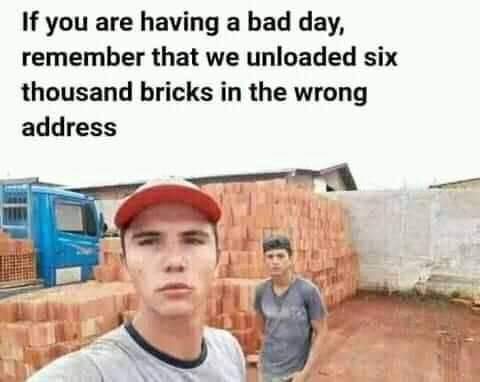 If you are having a bad day,
remember that we unloaded six
thousand bricks in the wrong
address